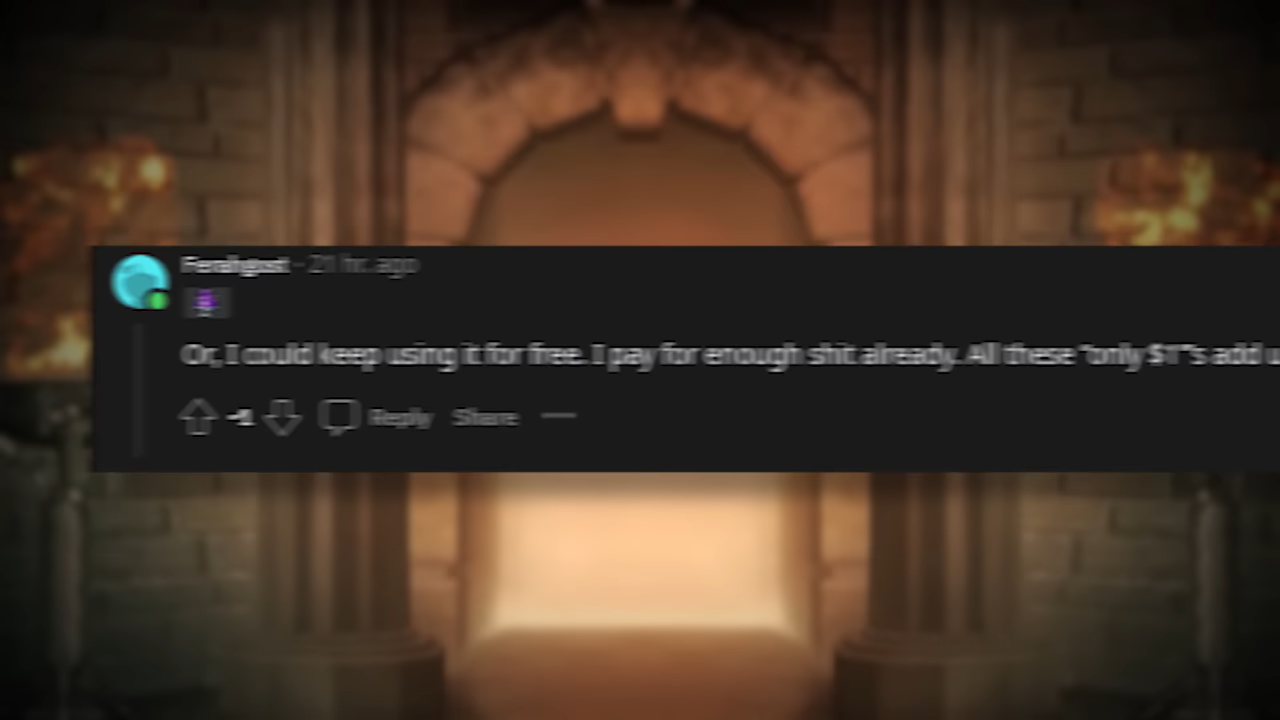 21 hr. ago
Or, I could keep using it for free. I pay for enough shit already. All these "only $1"s add
Reply Share